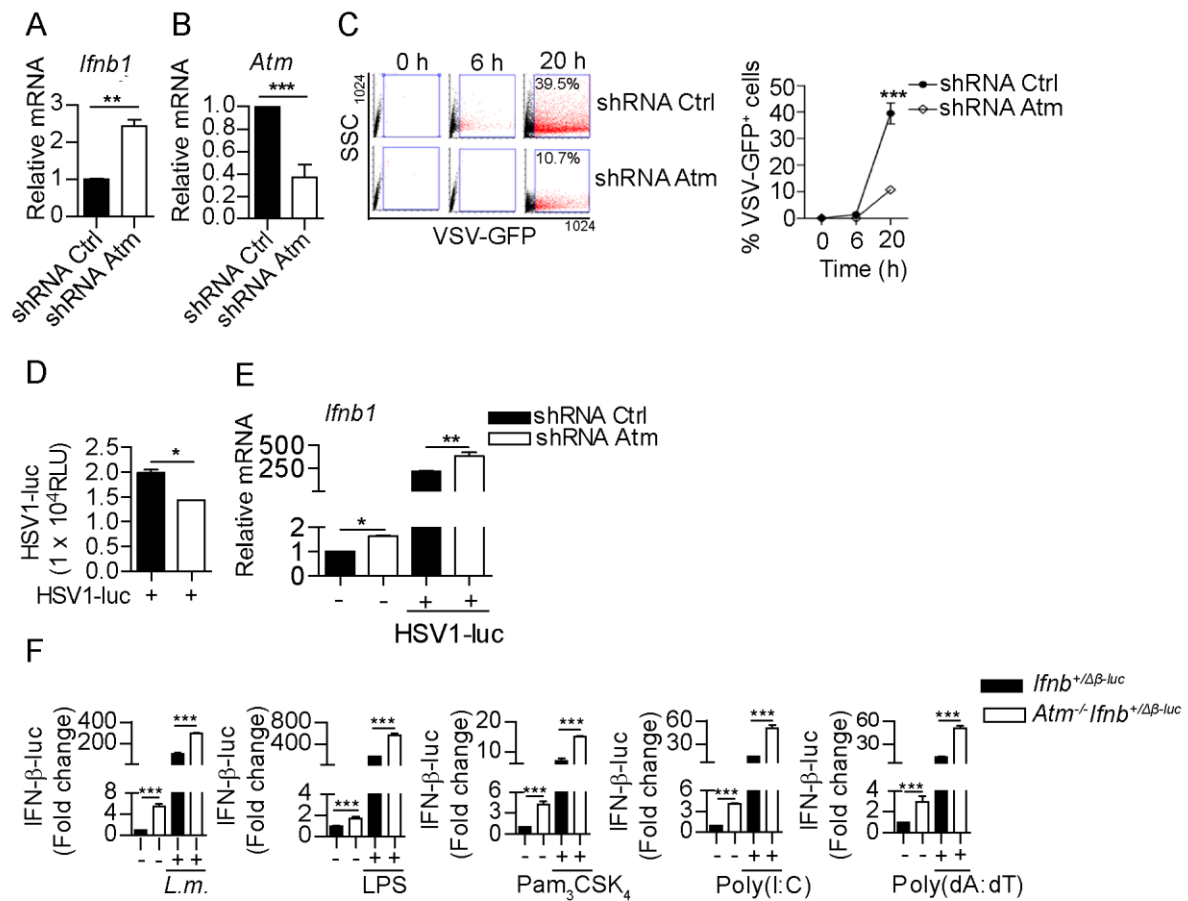 A
Ifnb1
Relative mRNA
3
2
1
0
**
shRNA Ctrl
shRNA Atm
B
Atm
Relative mRNA
1.0
0.8
0.6
0.4
0.2
0.0
***
shRNA Ctrl
shRNA Atm
C
0 h
6 h
20 h
1024
SSC
39.5%
10.7%
shRNA Ctrl
shRNA Atm
VSV-GFP
1024
% VSV-GFP+ cells
50
40
30
20
10
0
***
shRNA Ctrl
shRNA Atm
0 6 20
Time (h)
D
HSV1-luc
(1 x 10⁴RLU)
2.5
2.0
1.5
1.0
0.5
0.0
*
HSV1-luc + +
E
Ifnb1
Relative mRNA
500
250
2
1
0
*
**
shRNA Ctrl
shRNA Atm
- - + +
HSV1-luc
F
Ifnb+/Δβ-luc
Atm-/-Ifnb+/Δβ-luc
IFN-β-luc
(Fold change)
400
200
8
4
0
***
***
- - + +
L.m.
IFN-β-luc
(Fold change)
800
400
4
2
0
***
***
- - + +
LPS
IFN-β-luc
(Fold change)
20
10
6
3
0
***
***
- - + +
Pam₃CSK₄
IFN-β-luc
(Fold change)
60
30
6
3
0
***
***
- - + +
Poly(I:C)
IFN-β-luc
(Fold change)
60
30
4
2
0
***
***
- - + +
Poly(dA:dT)